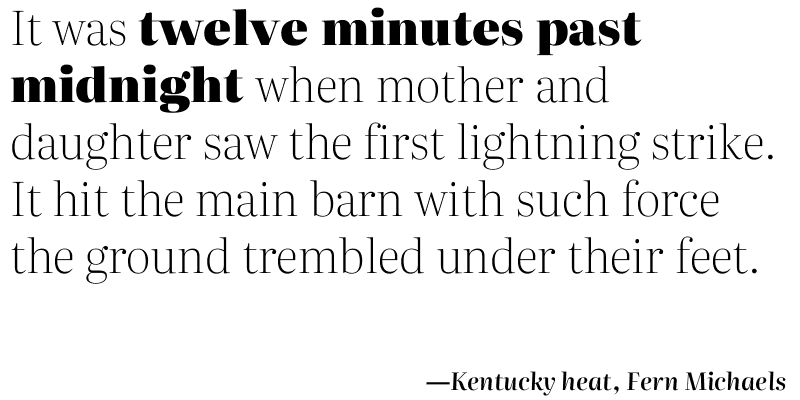 It was twelve minutes past
midnight when mother and
daughter saw the first lightning strike.
It hit the main barn with such force
the ground trembled under their feet.
—Kentucky heat, Fern Michaels